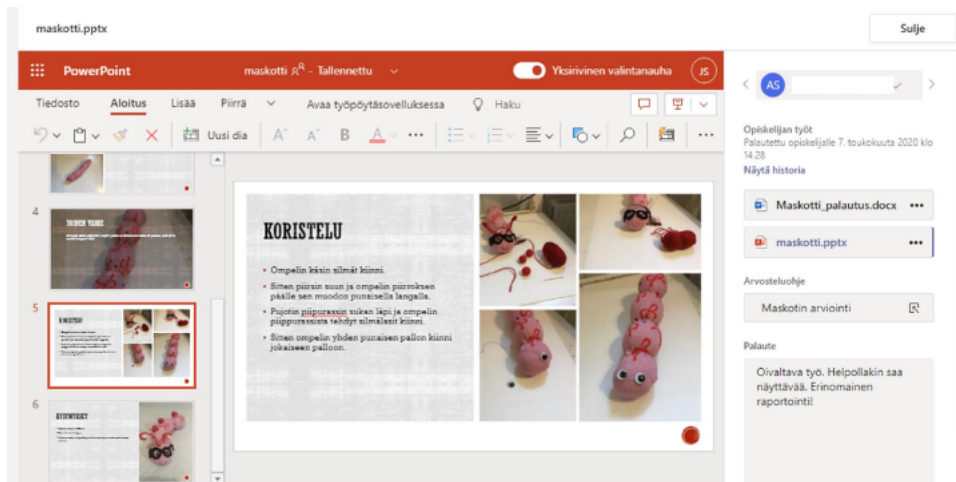 maskotti.pptx
Sulje
PowerPoint
maskotti - Tallennettu
Yksirivinen valintanauha
JS
Tiedosto Aloitus Lisää Piirrä Avaa työpöytäsovelluksessa Haku
Uusi dia
A A B A
AS
Opiskelijan työt
Palautettu opiskelijalle 7. toukokuuta 2020 klo
14.28
Näytä historia
Maskotti_palautus.docx
maskotti.pptx
Arvosteluohje
Maskotin arviointi
Palaute
Oivaltava työ. Helpollakin saa
näyttävää. Erinomainen
raportointi!
4
5
KORISTELU
6
KORISTELU
• Ompelin käsin silmät kiinni.
• Sitten piirsin suun ja ompelin piirroksen
päälle sen muodon punaisella langalla.
• Pujotin piipurassin sukan läpi ja ompelin
piippurassista tehdyt silmälasit kiinni.
• Sitten ompelin yhden punaisen pallon kiinni
jokaiseen palloon.